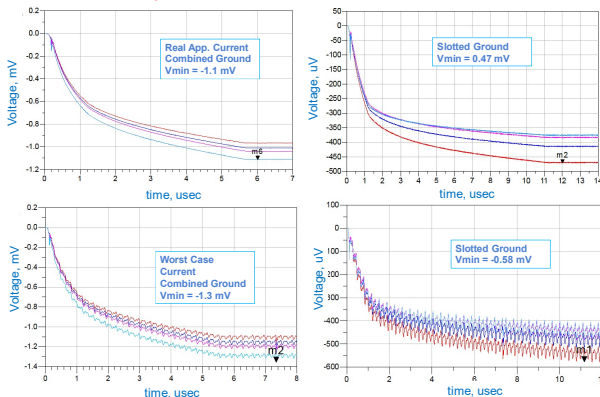 0.2
0.0
-0.2
-0.4
-0.6
-0.8
-1.0
-1.2
Voltage, mV
Real App. Current
Combined Ground
Vmin = -1.1 mV
m6
0 1 2 3 4 5 6 7
time, usec
50
0
-50
-100
-150
-200
-250
-300
-350
-400
-450
-500
Voltage, uV
Slotted Ground
Vmin = 0.47 mV
m2
0 1 2 3 4 5 6 7 8 9 10 11 12 13 14
time, usec
0.2
0.0
-0.2
-0.4
-0.6
-0.8
-1.0
-1.2
-1.4
Voltage, mV
Worst Case
Current
Combined Ground
Vmin = -1.3 mV
m2
0 1 2 3 4 5 6 7 8
time, usec
100
0
-100
-200
-300
-400
-500
-600
Voltage, uV
Slotted Ground
Vmin = -0.58 mV
m1
0 2 4 6 8 10
time, usec